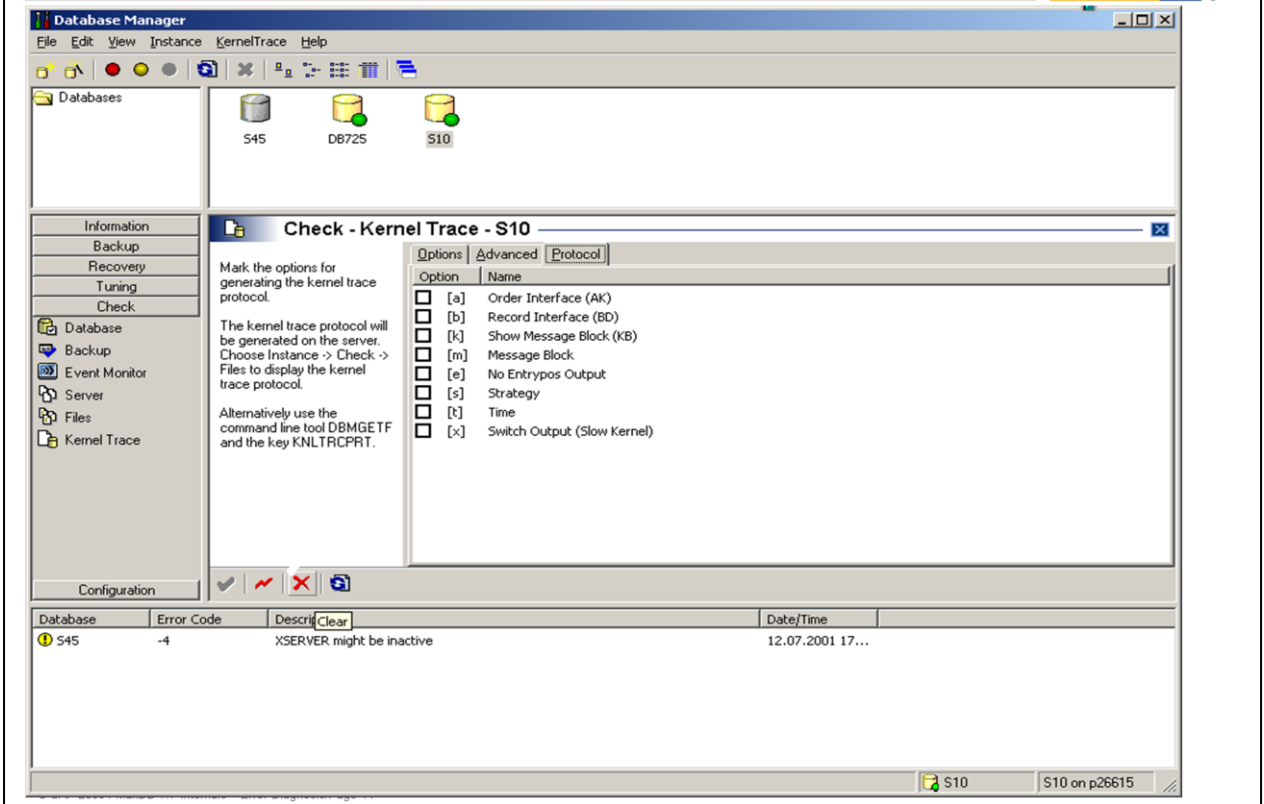 Database Manager
File Edit View Instance KernelTrace Help
Databases
S45 DB725 S10
Information
Backup
Recovery
Tuning
Check
Database
Backup
Event Monitor
Server
Files
Kernel Trace
Configuration
Check - Kernel Trace - S10
Mark the options for
generating the kernel trace
protocol.
The kernel trace protocol will
be generated on the server.
Choose Instance -> Check ->
Files to display the kernel
trace protocol.
Alternatively use the
command line tool DBMGETF
and the key KNLTRCPRT.
Options Advanced Protocol
Option Name
[a] Order Interface (AK)
[b] Record Interface (BD)
[k] Show Message Block (KB)
[m] Message Block
[e] No Entrypos Output
[s] Strategy
[t] Time
[x] Switch Output (Slow Kernel)
Database Error Code Descrip Date/Time
Clear
S45 -4 XSERVER might be inactive 12.07.2001 17...
S10 S10 on p26615